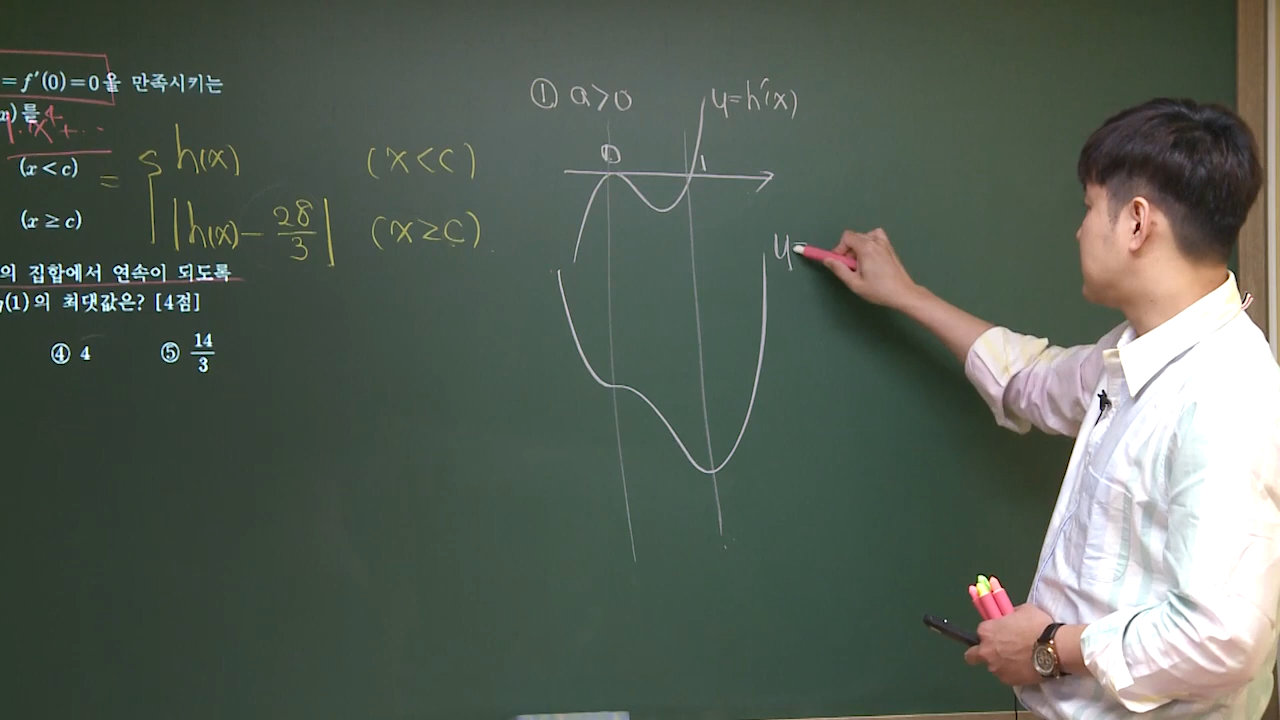 =f′(0)=0을 만족시키는
x)를
1·x⁴+···
(x<c)
(x≥c)
= { h(x) (x<c)
|h(x)-28/3| (x≥c)
의 집합에서 연속이 되도록
(1)의 최댓값은? [4점]
④ 4 ⑤ 14/3
① a>0
y=h′(x)
0 1
y=